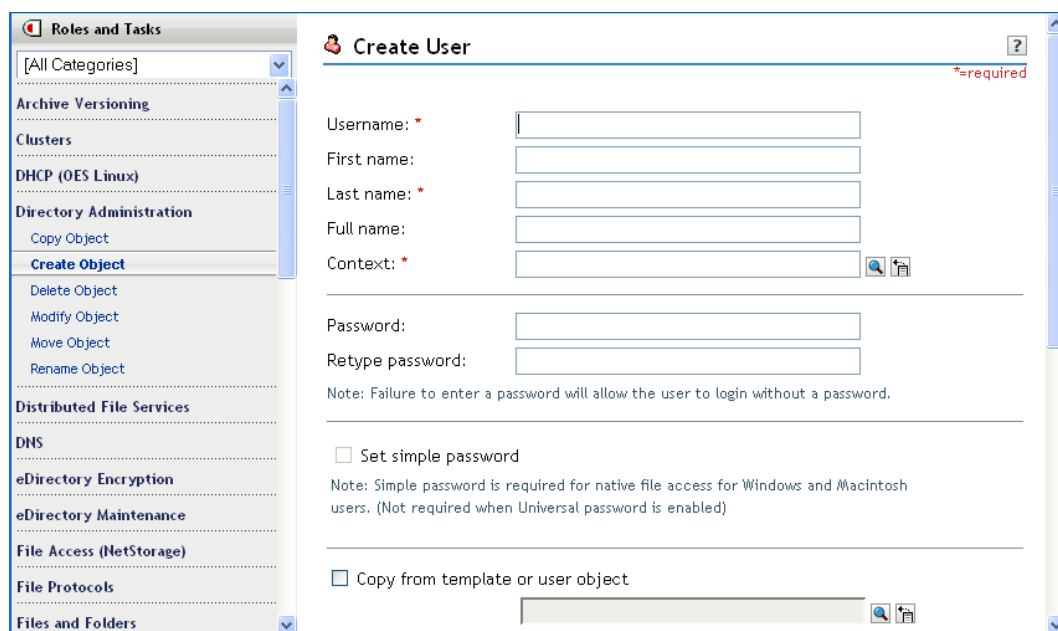 Roles and Tasks
[All Categories]
Archive Versioning
Clusters
DHCP (OES Linux)
Directory Administration
Copy Object
Create Object
Delete Object
Modify Object
Move Object
Rename Object
Distributed File Services
DNS
eDirectory Encryption
eDirectory Maintenance
File Access (NetStorage)
File Protocols
Files and Folders
Create User
?
*=required
Username: *
First name:
Last name: *
Full name:
Context: *
Password:
Retype password:
Note: Failure to enter a password will allow the user to login without a password.
Set simple password
Note: Simple password is required for native file access for Windows and Macintosh
users. (Not required when Universal password is enabled)
Copy from template or user object